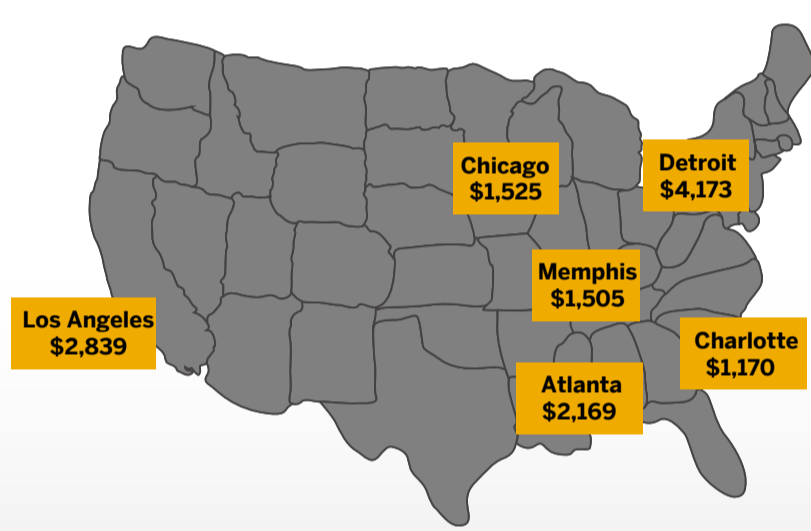 Chicago
$1,525
Detroit
$4,173
Memphis
$1,505
Los Angeles
$2,839
Charlotte
$1,170
Atlanta
$2,169